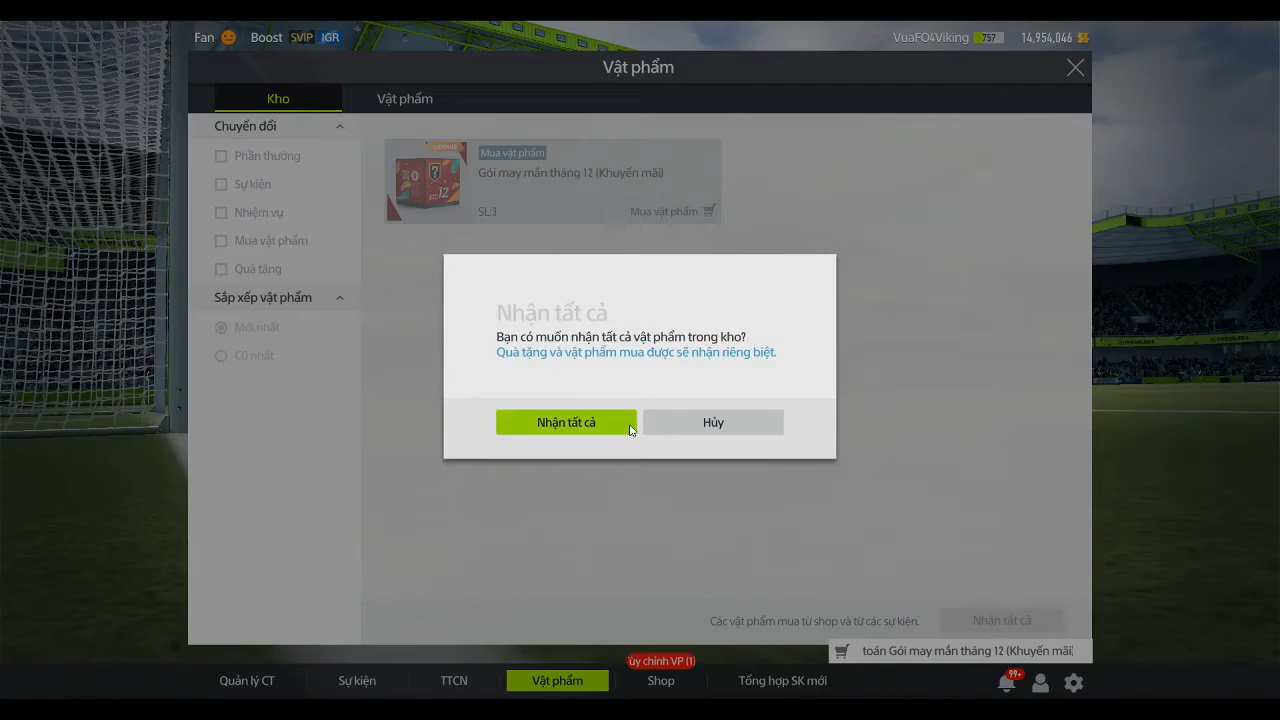 Fan Boost SVIP IGR VuaFO4Viking 757 14,954,046
Vật phẩm
Kho Vật phẩm
Chuyển đổi
Phần thưởng
Sự kiện
Nhiệm vụ
Mua vật phẩm
Quà tặng
Sắp xếp vật phẩm
Mới nhất
Cũ nhất
Mua vật phẩm
Gói may mắn tháng 12 (Khuyến mãi)
SL:3 Mua vật phẩm
12
Nhận tất cả
Bạn có muốn nhận tất cả vật phẩm trong kho?
Quà tặng và vật phẩm mua được sẽ nhận riêng biệt.
Nhận tất cả Hủy
Các vật phẩm mua từ shop và từ các sự kiện. Nhận tất cả
toán Gói may mắn tháng 12 (Khuyến mãi
ùy chỉnh VP (1)
Quản lý CT Sự kiện TTCN Vật phẩm Shop Tổng hợp SK mới 99+